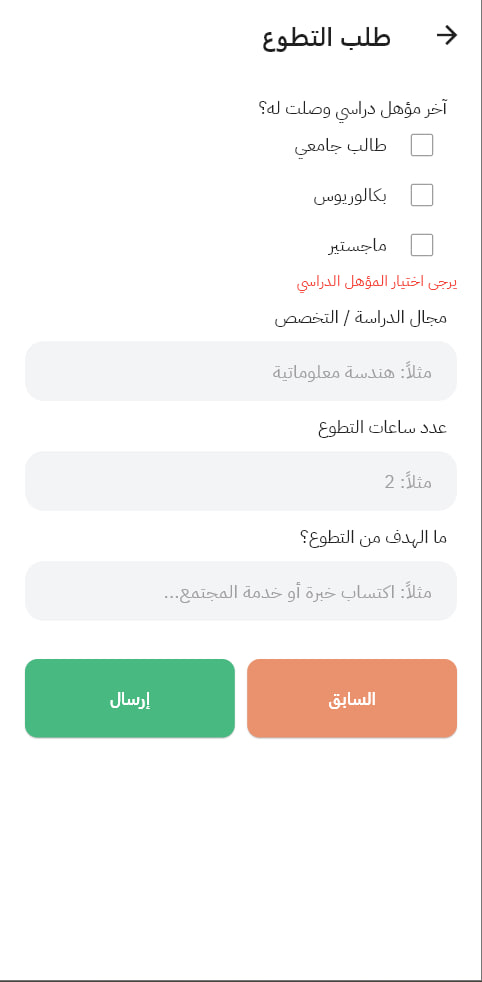 طلب التطوع
آخر مؤهل دراسي وصلت له؟
طالب جامعي
بكالوريوس
ماجستير
يرجى اختيار المؤهل الدراسي
مجال الدراسة / التخصص
مثلاً: هندسة معلوماتية
عدد ساعات التطوع
مثلاً: 2
ما الهدف من التطوع؟
مثلاً: اكتساب خبرة أو خدمة المجتمع...
السابق
إرسال